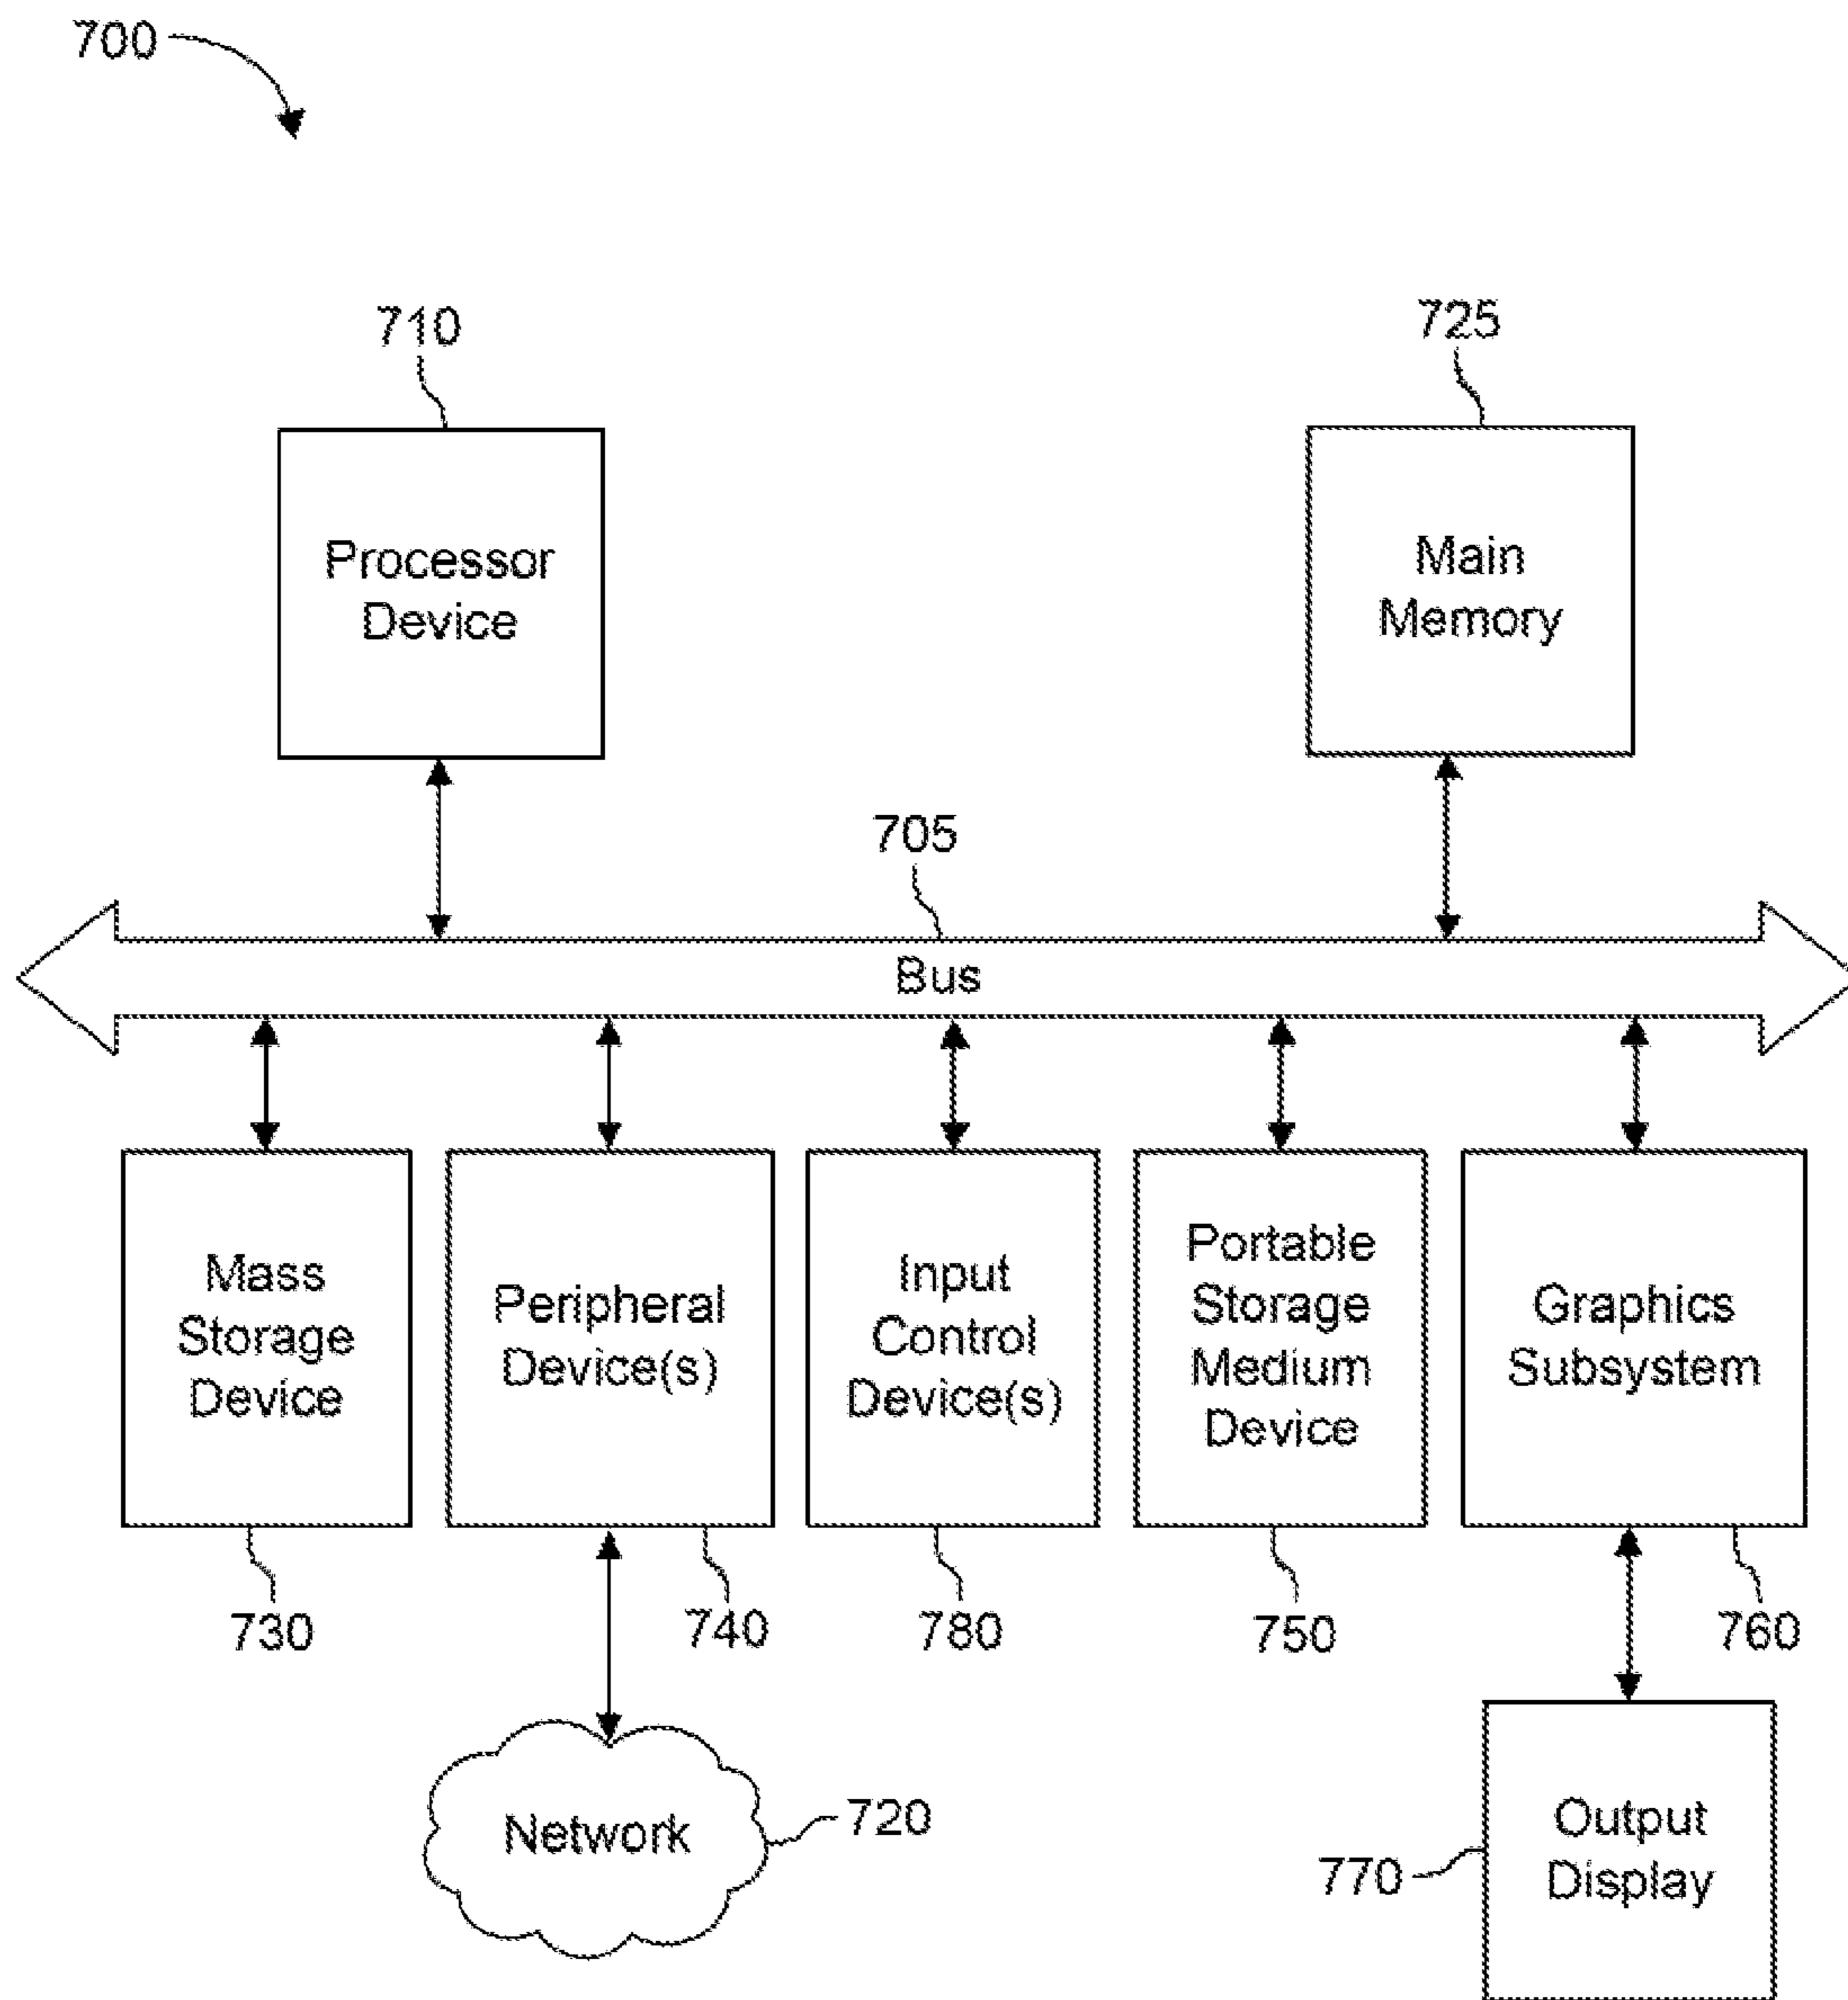 700
710
725
Processor
Device
Main
Memory
705
Bus
Mass
Storage
Device
Peripheral
Device(s)
Input
Control
Device(s)
Portable
Storage
Medium
Device
Graphics
Subsystem
730
740
780
750
760
Network
720
Output
Display
770